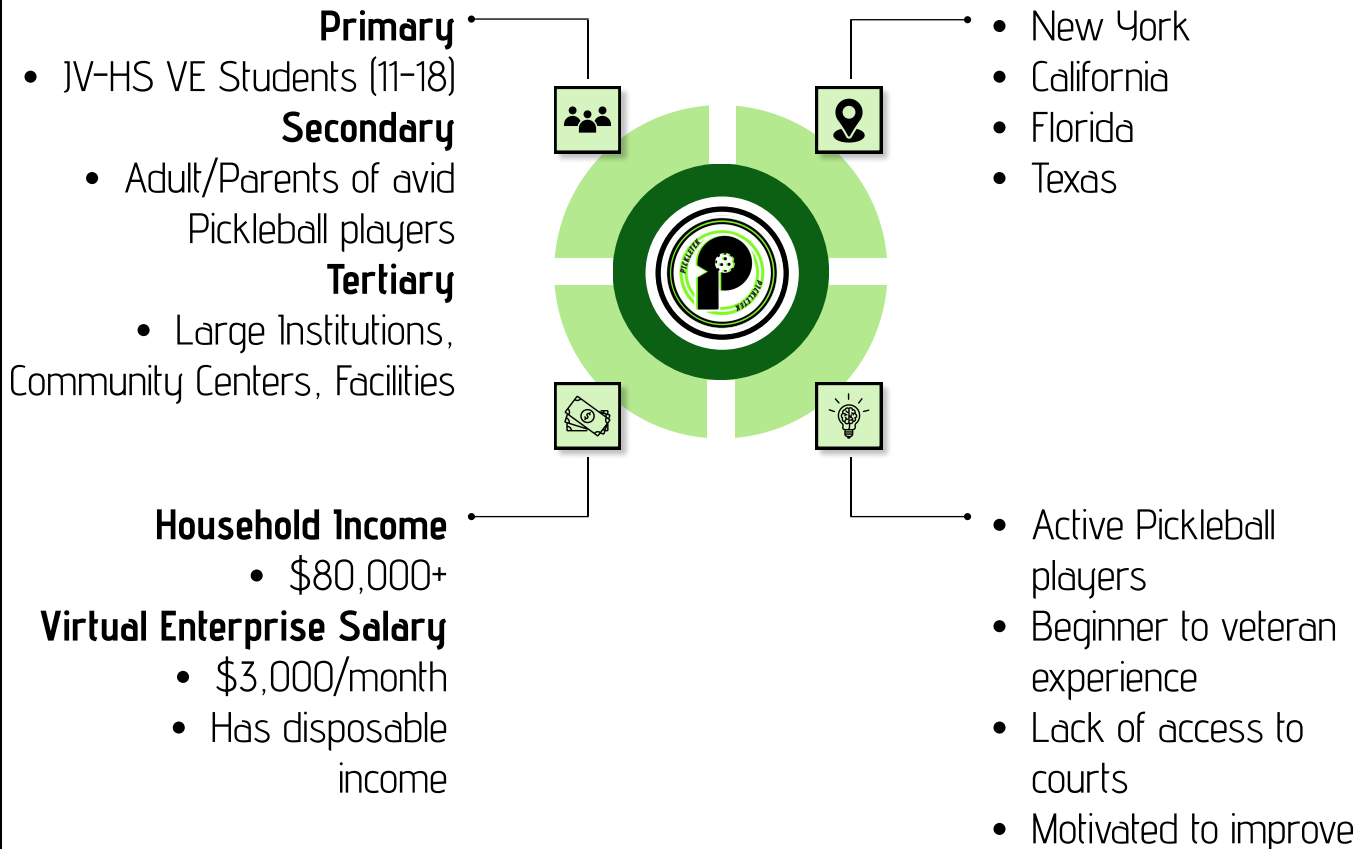 Primary
• JV-HS VE Students (11-18)
Secondary
• Adult/Parents of avid
Pickleball players
Tertiary
• Large Institutions,
Community Centers, Facilities
• New York
• California
• Florida
• Texas
PICKLETEK
PICKLETEK
Household Income
• $80,000+
Virtual Enterprise Salary
• $3,000/month
• Has disposable
income
• Active Pickleball
players
• Beginner to veteran
experience
• Lack of access to
courts
• Motivated to improve